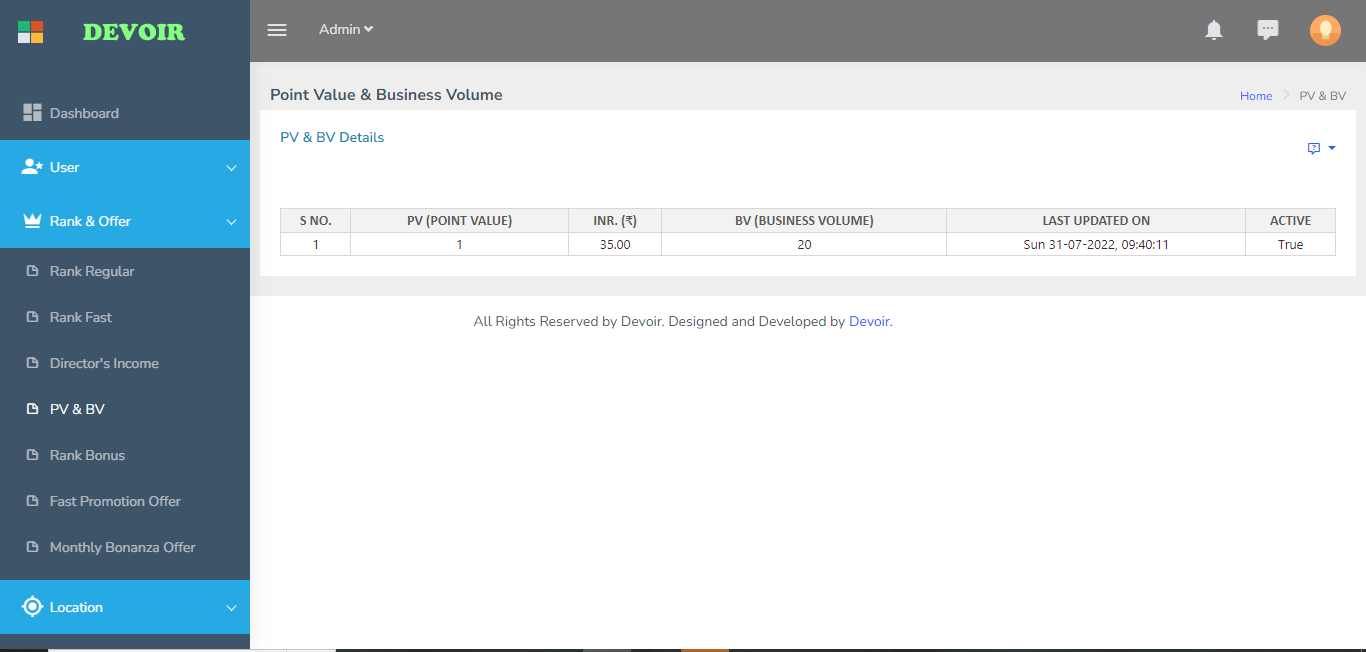 DEVOIR
Admin
Dashboard
User
Rank & Offer
Rank Regular
Rank Fast
Director's Income
PV & BV
Rank Bonus
Fast Promotion Offer
Monthly Bonanza Offer
Location
Point Value & Business Volume
Home PV & BV
PV & BV Details
S NO. PV (POINT VALUE) INR. (₹) BV (BUSINESS VOLUME) LAST UPDATED ON ACTIVE
1 1 35.00 20 Sun 31-07-2022, 09:40:11 True
All Rights Reserved by Devoir. Designed and Developed by Devoir.